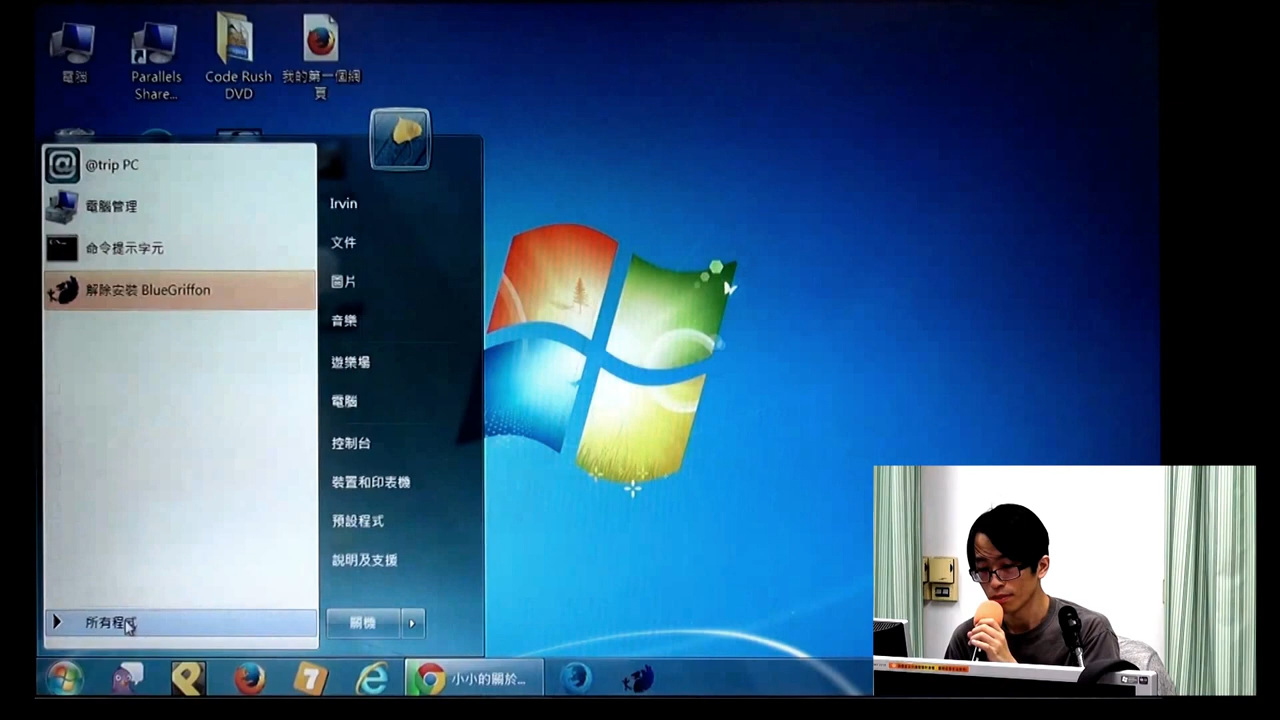 電腦
Parallels
Share...
Code Rush
DVD
我的第一個網
頁
@trip PC
電腦管理
命令提示字元
解除安裝 BlueGriffon
所有程式
Irvin
文件
圖片
音樂
遊樂場
電腦
控制台
裝置和印表機
預設程式
說明及支援
關機
7
小小的關於...